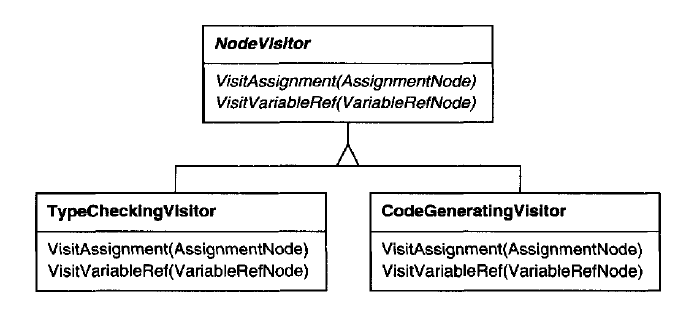 NodeVisitor
VisitAssignment(AssignmentNode)
VisitVariableRef(VariableRefNode)
TypeCheckingVisitor
VisitAssignment(AssignmentNode)
VisitVariableRef(VariableRefNode)
CodeGeneratingVisitor
VisitAssignment(AssignmentNode)
VisitVariableRef(VariableRefNode)